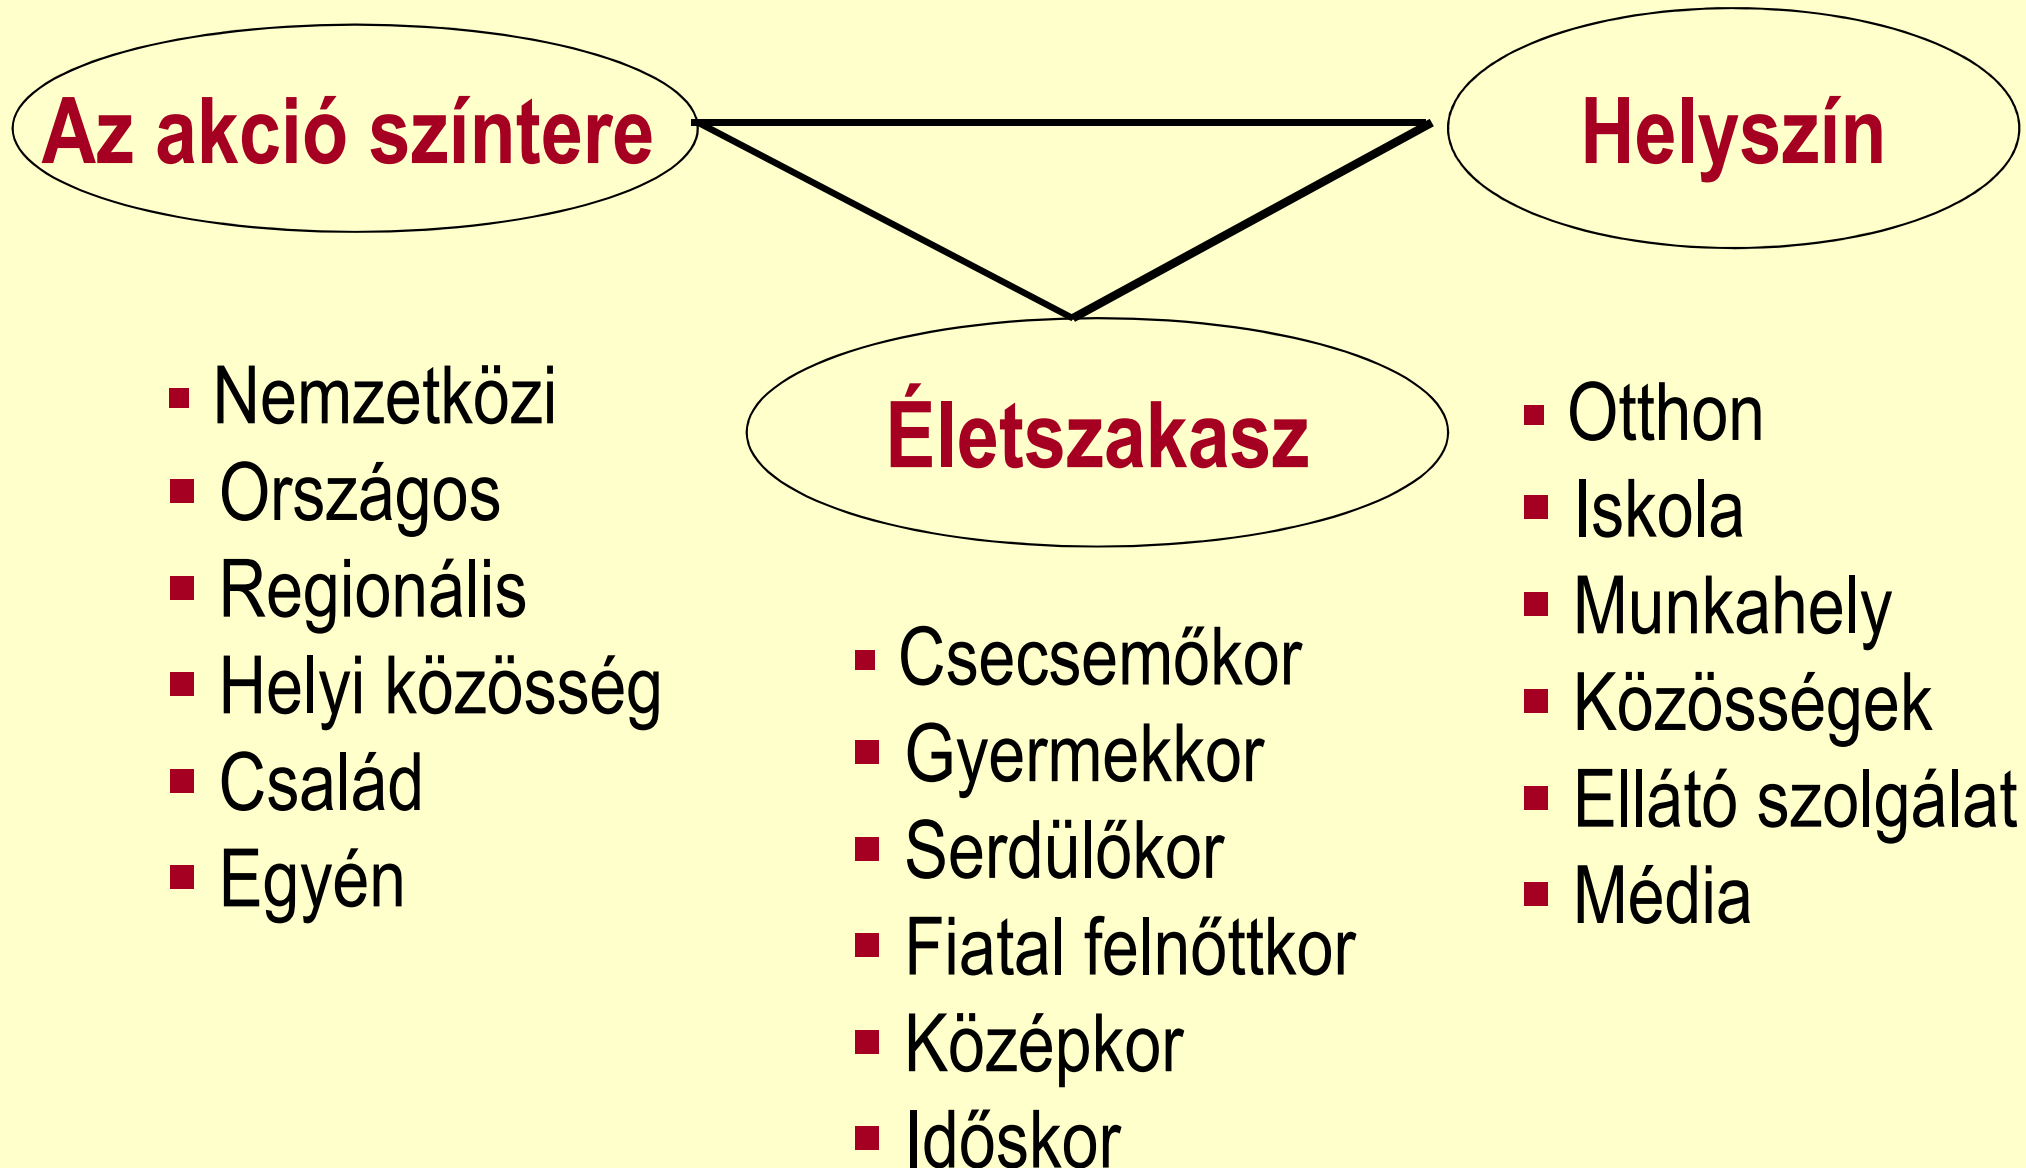 Az akció színtere
Helyszín
Életszakasz
▪ Nemzetközi
▪ Országos
▪ Regionális
▪ Helyi közösség
▪ Család
▪ Egyén
▪ Csecsemőkor
▪ Gyermekkor
▪ Serdülőkor
▪ Fiatal felnőttkor
▪ Középkor
▪ Időskor
▪ Otthon
▪ Iskola
▪ Munkahely
▪ Közösségek
▪ Ellátó szolgálat
▪ Média